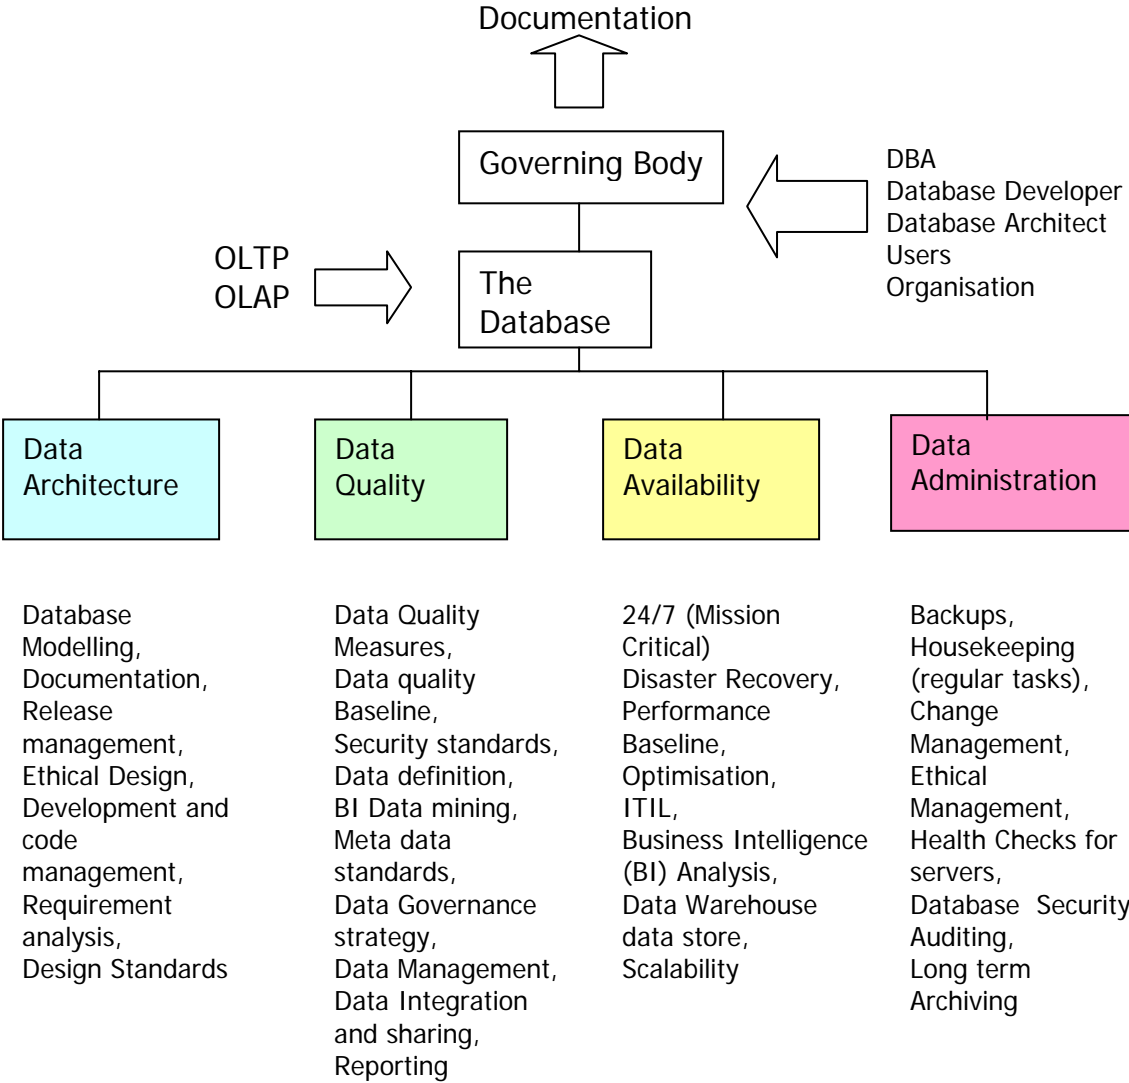 Documentation
Governing Body
DBA
Database Developer
Database Architect
Users
Organisation
OLTP
OLAP
The
Database
Data
Architecture
Data
Quality
Data
Availability
Data
Administration
Database
Modelling,
Documentation,
Release
management,
Ethical Design,
Development and
code
management,
Requirement
analysis,
Design Standards
Data Quality
Measures,
Data quality
Baseline,
Security standards,
Data definition,
BI Data mining,
Meta data
standards,
Data Governance
strategy,
Data Management,
Data Integration
and sharing,
Reporting
24/7 (Mission
Critical)
Disaster Recovery,
Performance
Baseline,
Optimisation,
ITIL,
Business Intelligence
(BI) Analysis,
Data Warehouse
data store,
Scalability
Backups,
Housekeeping
(regular tasks),
Change
Management,
Ethical
Management,
Health Checks for
servers,
Database Security
Auditing,
Long term
Archiving